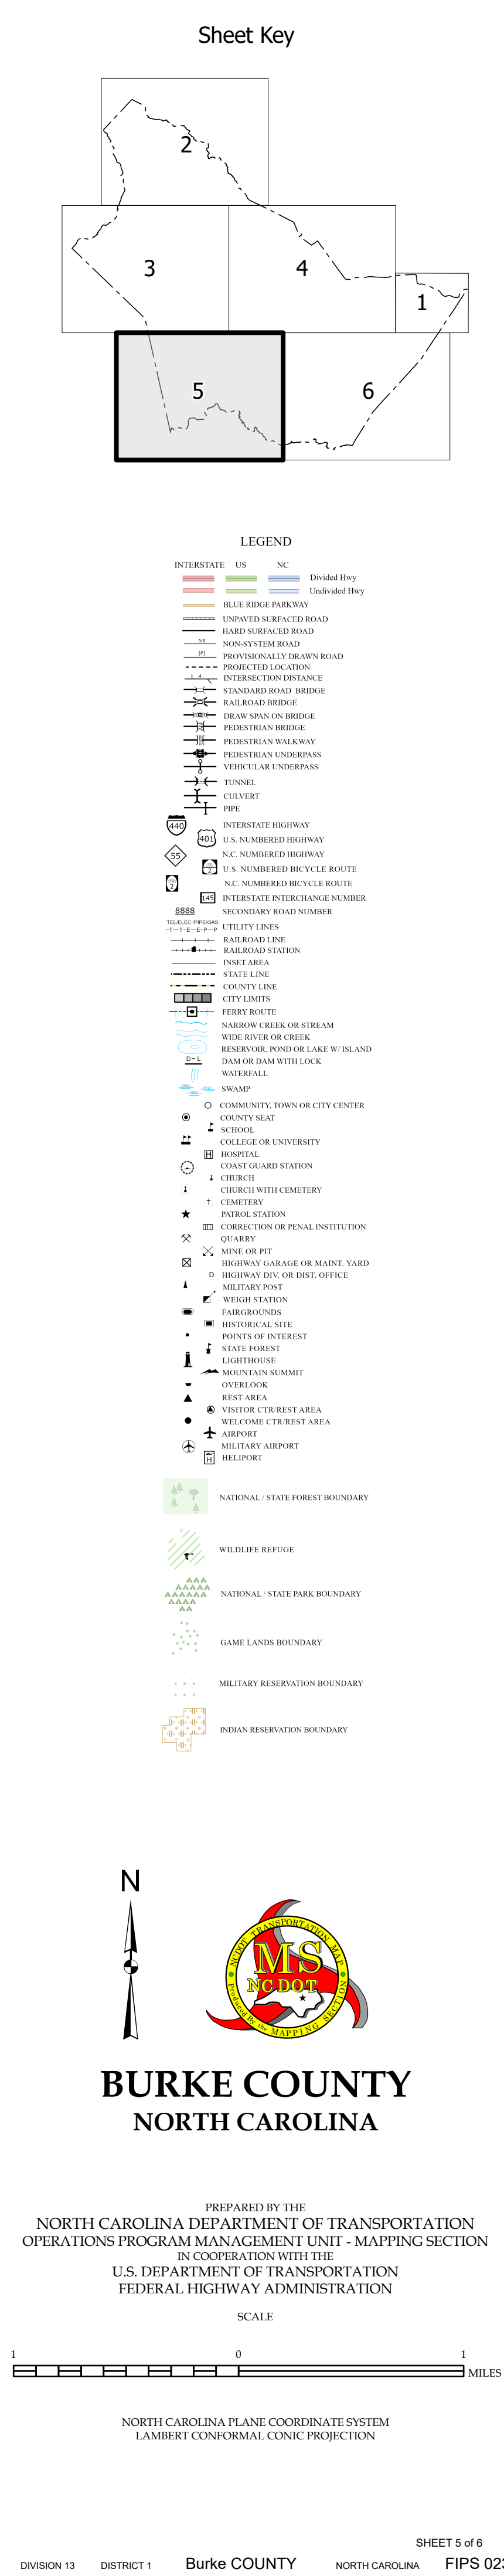 Sheet Key
2
3
4
1
5
6
LEGEND
INTERSTATE US NC
Divided Hwy
Undivided Hwy
BLUE RIDGE PARKWAY
UNPAVED SURFACED ROAD
HARD SURFACED ROAD
NS
NON-SYSTEM ROAD
[P]
PROVISIONALLY DRAWN ROAD
PROJECTED LOCATION
.4
INTERSECTION DISTANCE
STANDARD ROAD BRIDGE
RAILROAD BRIDGE
DRAW SPAN ON BRIDGE
PEDESTRIAN BRIDGE
PEDESTRIAN WALKWAY
PEDESTRIAN UNDERPASS
VEHICULAR UNDERPASS
TUNNEL
CULVERT
PIPE
440 INTERSTATE HIGHWAY
401 U.S. NUMBERED HIGHWAY
55 N.C. NUMBERED HIGHWAY
2 U.S. NUMBERED BICYCLE ROUTE
2 N.C. NUMBERED BICYCLE ROUTE
145 INTERSTATE INTERCHANGE NUMBER
8888 SECONDARY ROAD NUMBER
TEL/ELEC/PIPE/GAS
-T--T-E--E-P--P UTILITY LINES
RAILROAD LINE
RAILROAD STATION
INSET AREA
STATE LINE
COUNTY LINE
CITY LIMITS
FERRY ROUTE
NARROW CREEK OR STREAM
WIDE RIVER OR CREEK
RESERVOIR, POND OR LAKE W/ ISLAND
D-L DAM OR DAM WITH LOCK
WATERFALL
SWAMP
COMMUNITY, TOWN OR CITY CENTER
COUNTY SEAT
SCHOOL
COLLEGE OR UNIVERSITY
H HOSPITAL
COAST GUARD STATION
CHURCH
CHURCH WITH CEMETERY
CEMETERY
PATROL STATION
CORRECTION OR PENAL INSTITUTION
QUARRY
MINE OR PIT
HIGHWAY GARAGE OR MAINT. YARD
D HIGHWAY DIV. OR DIST. OFFICE
MILITARY POST
WEIGH STATION
FAIRGROUNDS
HISTORICAL SITE
POINTS OF INTEREST
STATE FOREST
LIGHTHOUSE
MOUNTAIN SUMMIT
OVERLOOK
REST AREA
VISITOR CTR/REST AREA
WELCOME CTR/REST AREA
AIRPORT
MILITARY AIRPORT
H HELIPORT
NATIONAL / STATE FOREST BOUNDARY
WILDLIFE REFUGE
NATIONAL / STATE PARK BOUNDARY
GAME LANDS BOUNDARY
MILITARY RESERVATION BOUNDARY
INDIAN RESERVATION BOUNDARY
N
NCDOT TRANSPORTATION MAP
MS
NCDOT
Produced By the MAPPING SECTION
BURKE COUNTY
NORTH CAROLINA
PREPARED BY THE
NORTH CAROLINA DEPARTMENT OF TRANSPORTATION
OPERATIONS PROGRAM MANAGEMENT UNIT - MAPPING SECTION
IN COOPERATION WITH THE
U.S. DEPARTMENT OF TRANSPORTATION
FEDERAL HIGHWAY ADMINISTRATION
SCALE
1 0 1
MILES
NORTH CAROLINA PLANE COORDINATE SYSTEM
LAMBERT CONFORMAL CONIC PROJECTION
SHEET 5 of 6
DIVISION 13 DISTRICT 1 Burke COUNTY NORTH CAROLINA FIPS